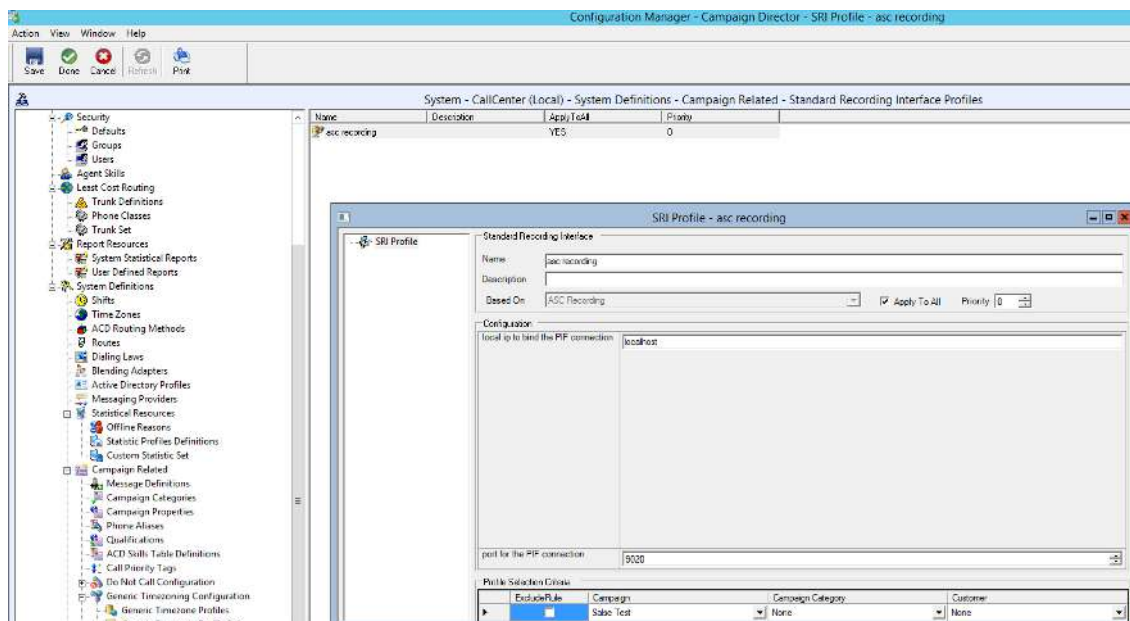 Configuration Manager - Campaign Director - SRI Profile - asc recording
Action View Window Help
Save Done Cancel Refresh Print
System - CallCenter (Local) - System Definitions - Campaign Related - Standard Recording Interface Profiles
Security
Defaults
Groups
Users
Agent Skills
Least Cost Routing
Trunk Definitions
Phone Classes
Trunk Set
Report Resources
System Statistical Reports
User Defined Reports
System Definitions
Shifts
Time Zones
ACD Routing Methods
Routes
Dialing Laws
Blending Adapters
Active Directory Profiles
Messaging Providers
Statistical Resources
Offline Reasons
Statistic Profiles Definitions
Custom Statistic Set
Campaign Related
Message Definitions
Campaign Categories
Campaign Properties
Phone Aliases
Qualifications
ACD Skills Table Definitions
Call Priority Tags
Do Not Call Configuration
Generic Timezoning Configuration
Generic Timezone Profiles
Name Description ApplyToAll Priority
asc recording YES 0
SRI Profile - asc recording
SRI Profile
Standard Recording Interface
Name asc recording
Description
Based On ASC Recording Apply To All Priority 0
Configuration
local ip to bind the PIF connection localhost
port for the PIF connection 9020
Profile Selection Criteria
ExcludeRule Campaign Campaign Category Customer
Test None None